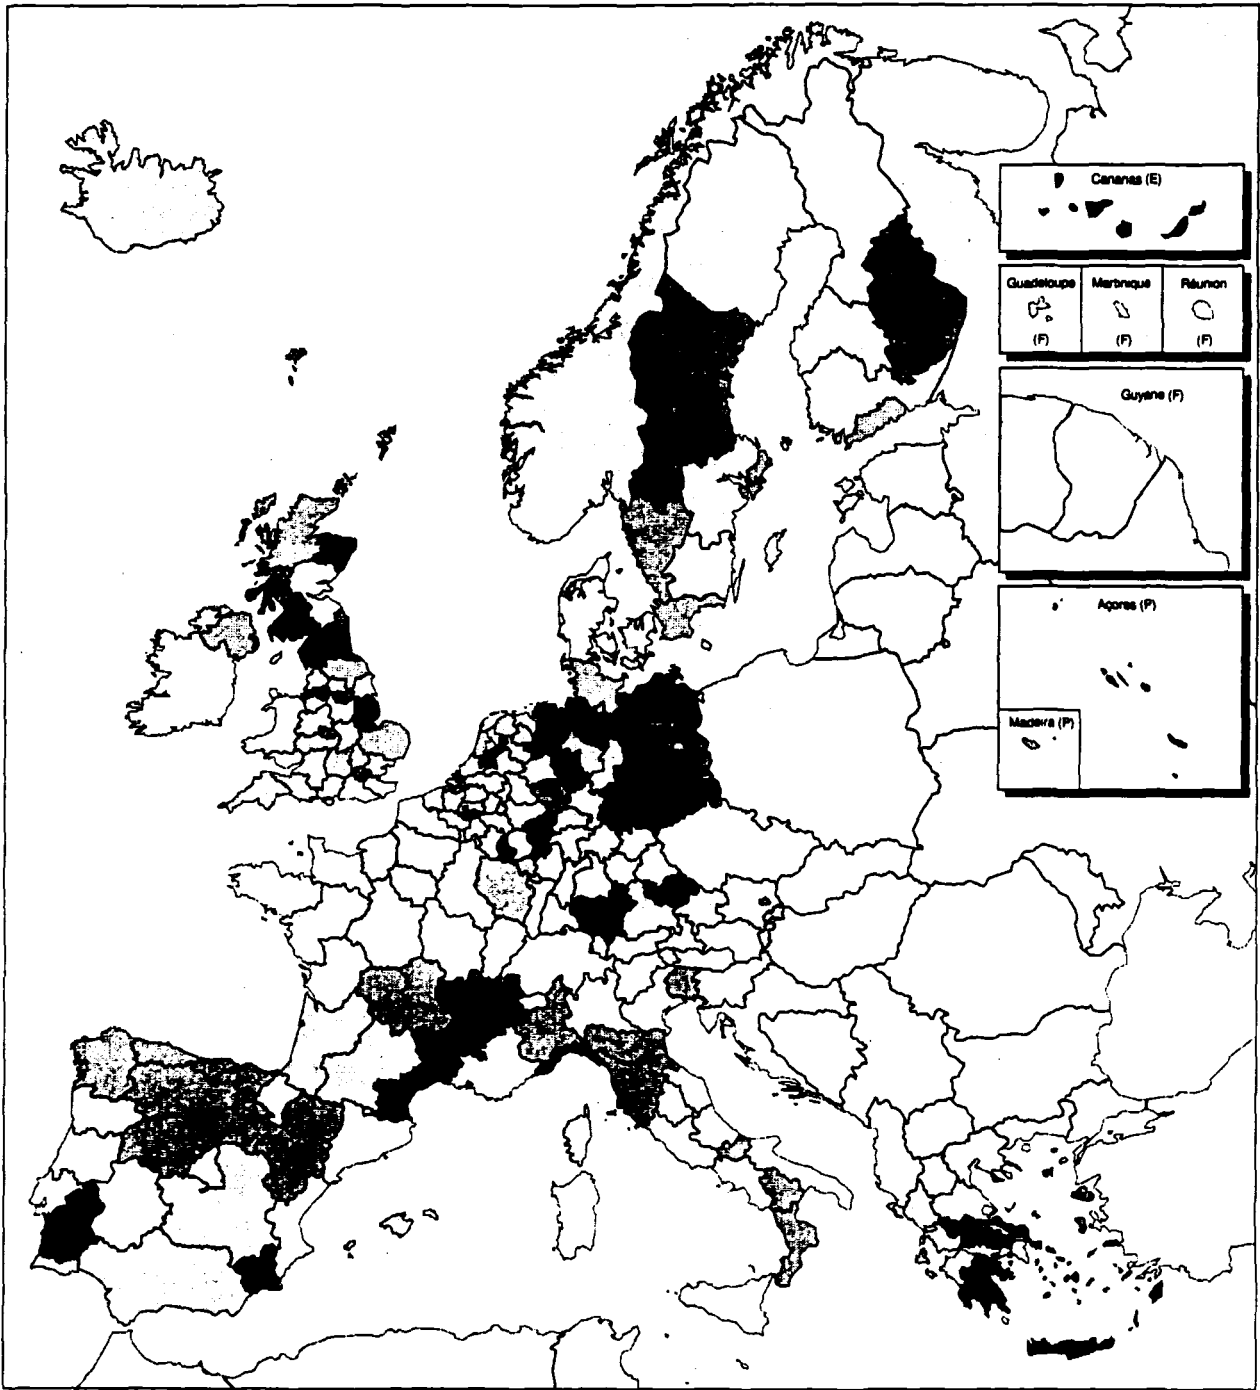 Canarias (E)
Guadeloupe
Martinique
Réunion
(F)
(F)
(F)
Guyane (F)
Açores (P)
Madeira (P)